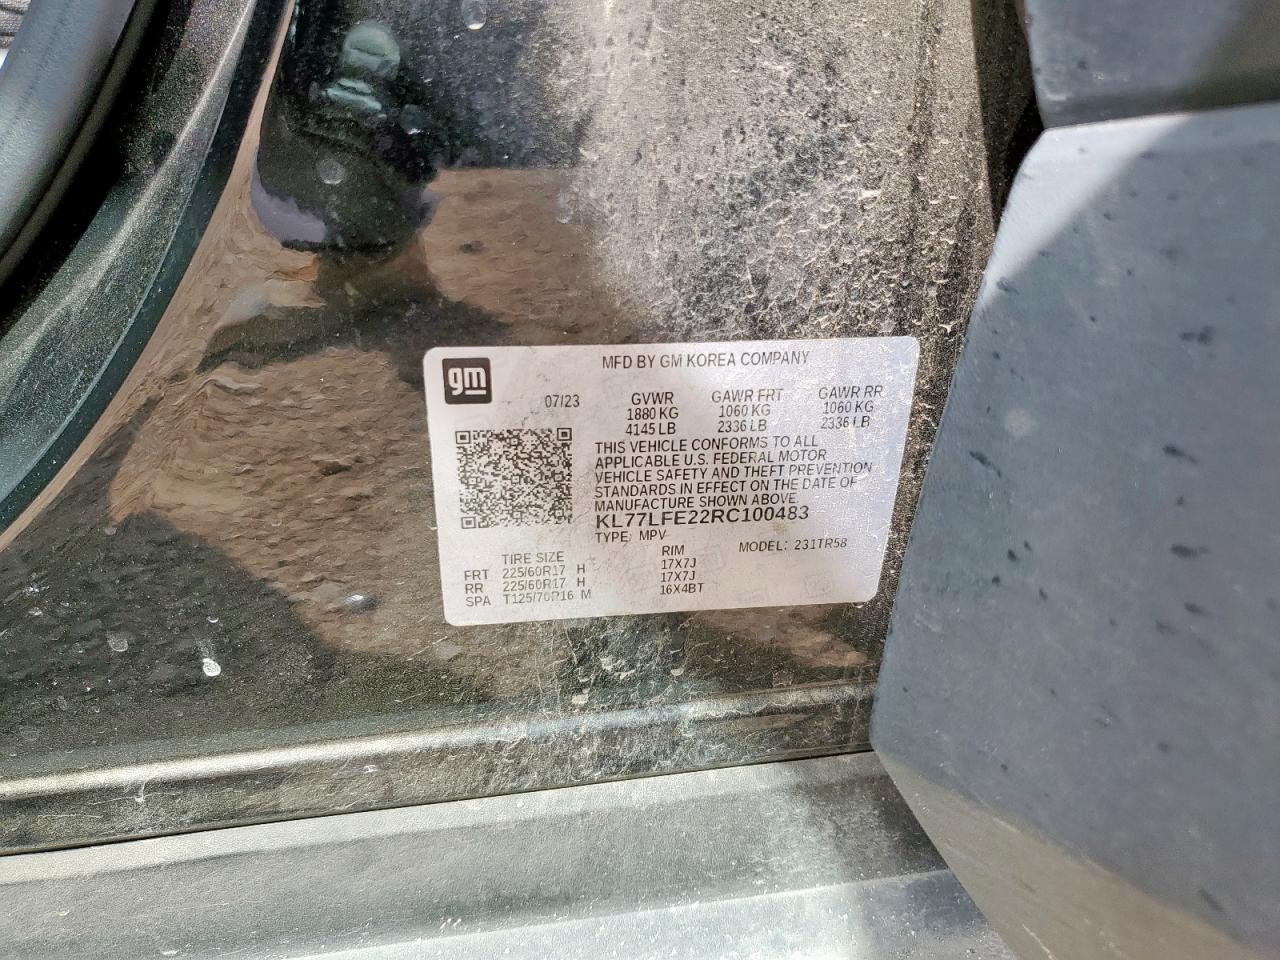 gm
MFD BY GM KOREA COMPANY
07/23 GVWR GAWR FRT GAWR RR
1880 KG 1060 KG 1060 KG
4145 LB 2336 LB 2336 LB
THIS VEHICLE CONFORMS TO ALL
APPLICABLE U.S. FEDERAL MOTOR
VEHICLE SAFETY AND THEFT PREVENTION
STANDARDS IN EFFECT ON THE DATE OF
MANUFACTURE SHOWN ABOVE.
KL77LFE22RC100483
TYPE: MPV
TIRE SIZE RIM MODEL: 231TR58
FRT 225/60R17 H 17X7J
RR 225/60R17 H 17X7J
SPA T125/70R16 M 16X4BT